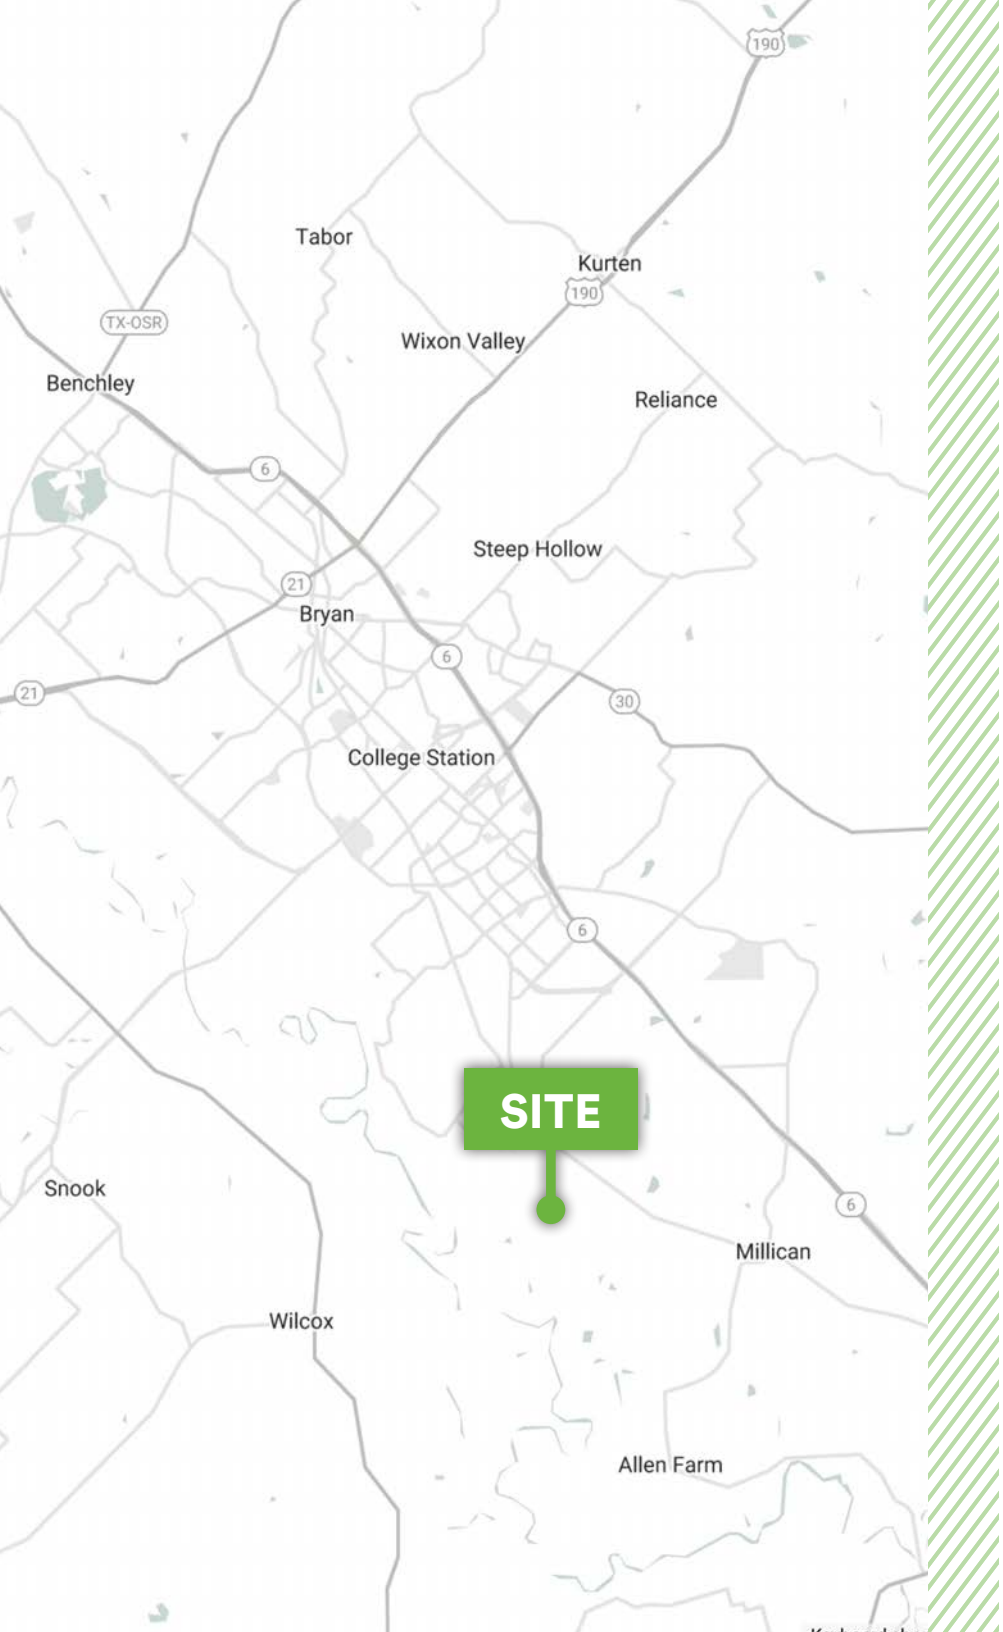 190
Tabor
Kurten
190
TX-OSR
Wixon Valley
Benchley
Reliance
6
Steep Hollow
21
Bryan
6
21
30
College Station
6
SITE
Snook
6
Millican
Wilcox
Allen Farm